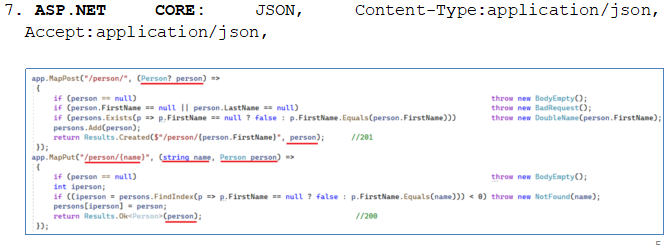 7. ASP.NET CORE: JSON, Content-Type:application/json,
Accept:application/json,
app.MapPost("/person/", (Person? person) =>
{
if (person == null) throw new BodyEmpty();
if (person.FirstName == null || person.LastName == null) throw new BadRequest();
if (persons.Exists(p => p.FirstName == null ? false : p.FirstName.Equals(person.FirstName))) throw new DoubleName(person.FirstName);
persons.Add(person);
return Results.Created($"/person/{person.FirstName}", person); //201
});
app.MapPut("/person/{name}", (string name, Person person) =>
{
if (person == null) throw new BodyEmpty();
int iperson;
if ((iperson = persons.FindIndex(p => p.FirstName == null ? false : p.FirstName.Equals(name))) < 0) throw new NotFound(name);
persons[iperson] = person;
return Results.Ok<Person>(person); //200
});